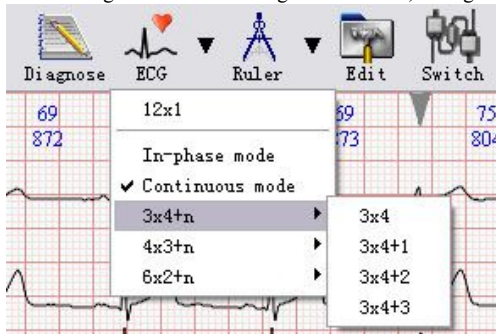 Diagnose ECG Ruler Edit Switch
69 69 75
872 73 804
12x1
In-phase mode
Continuous mode
3x4+n
4x3+n
6x2+n
3x4
3x4+1
3x4+2
3x4+3